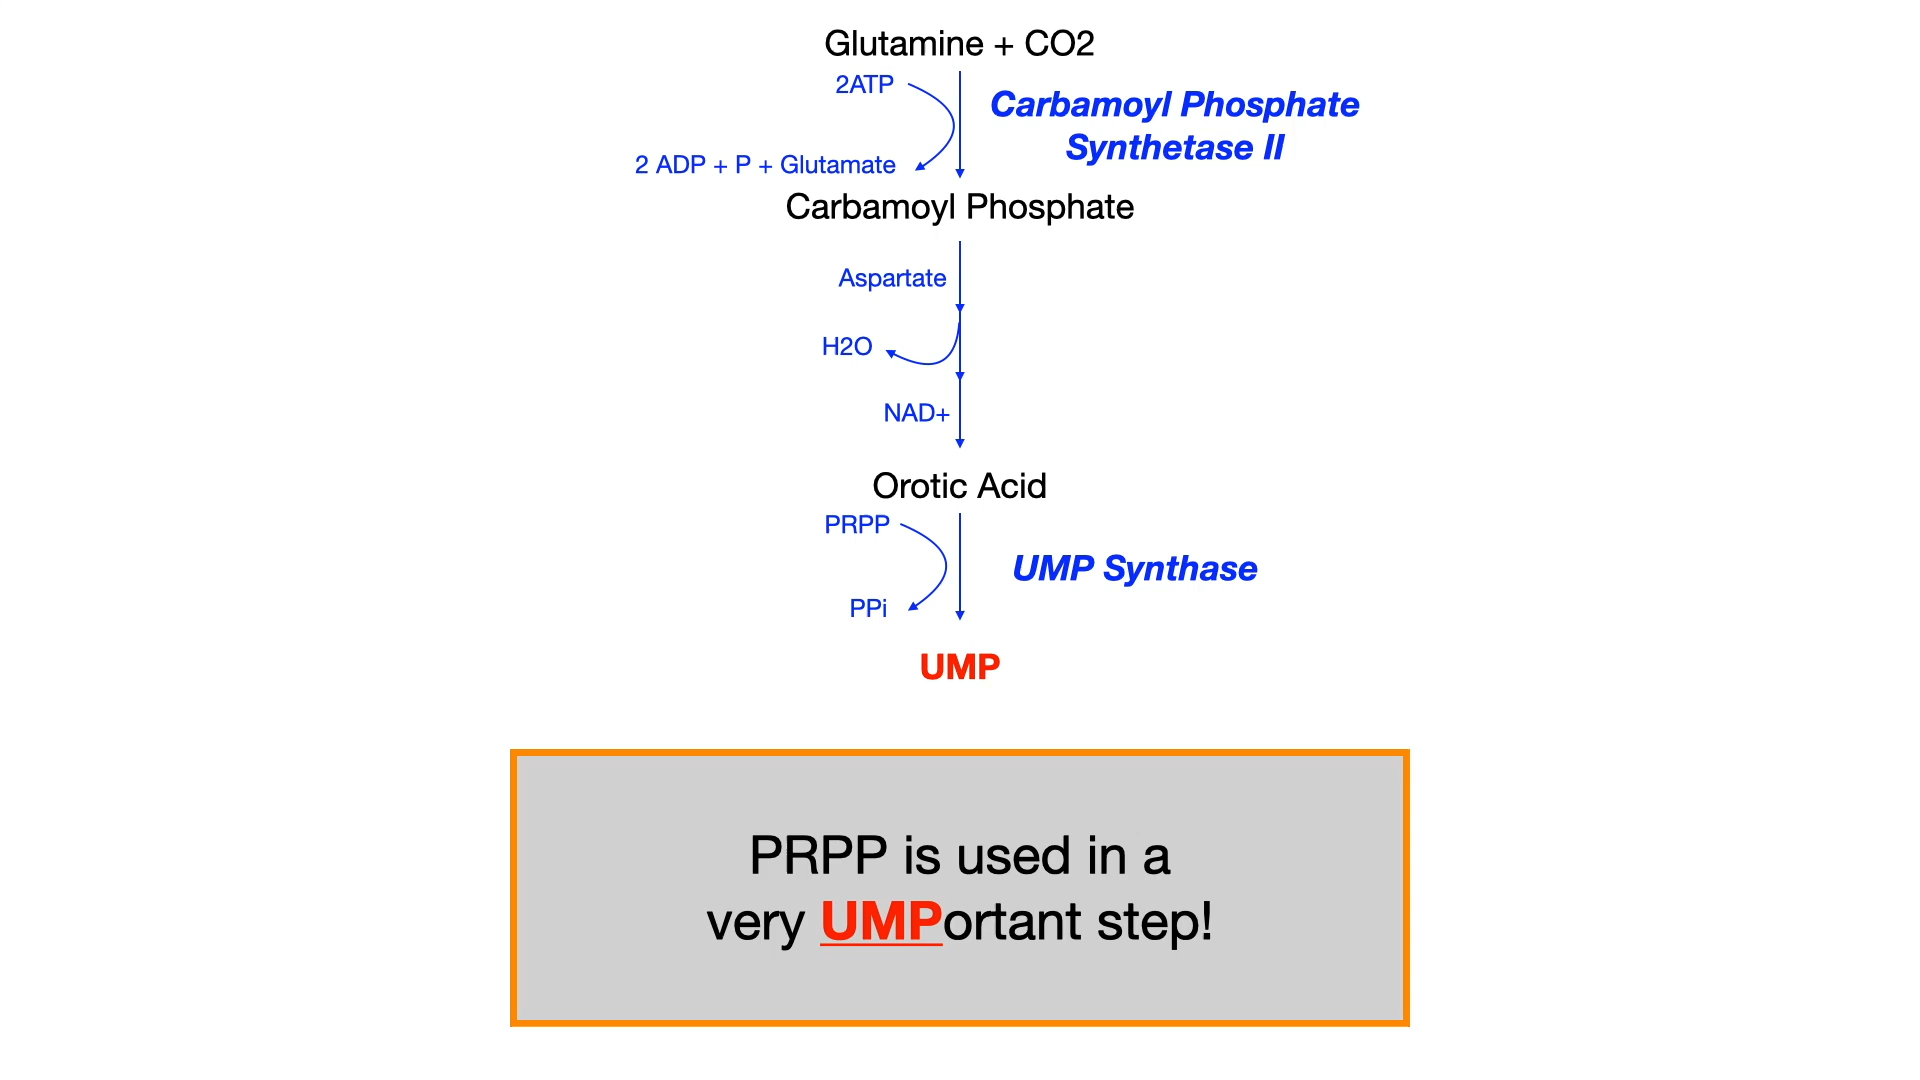 Glutamine + CO2
2ATP
Carbamoyl Phosphate
Synthetase II
2 ADP + P + Glutamate
Carbamoyl Phosphate
Aspartate
H2O
NAD+
Orotic Acid
PRPP
UMP Synthase
PPi
UMP
PRPP is used in a
very UMPortant step!